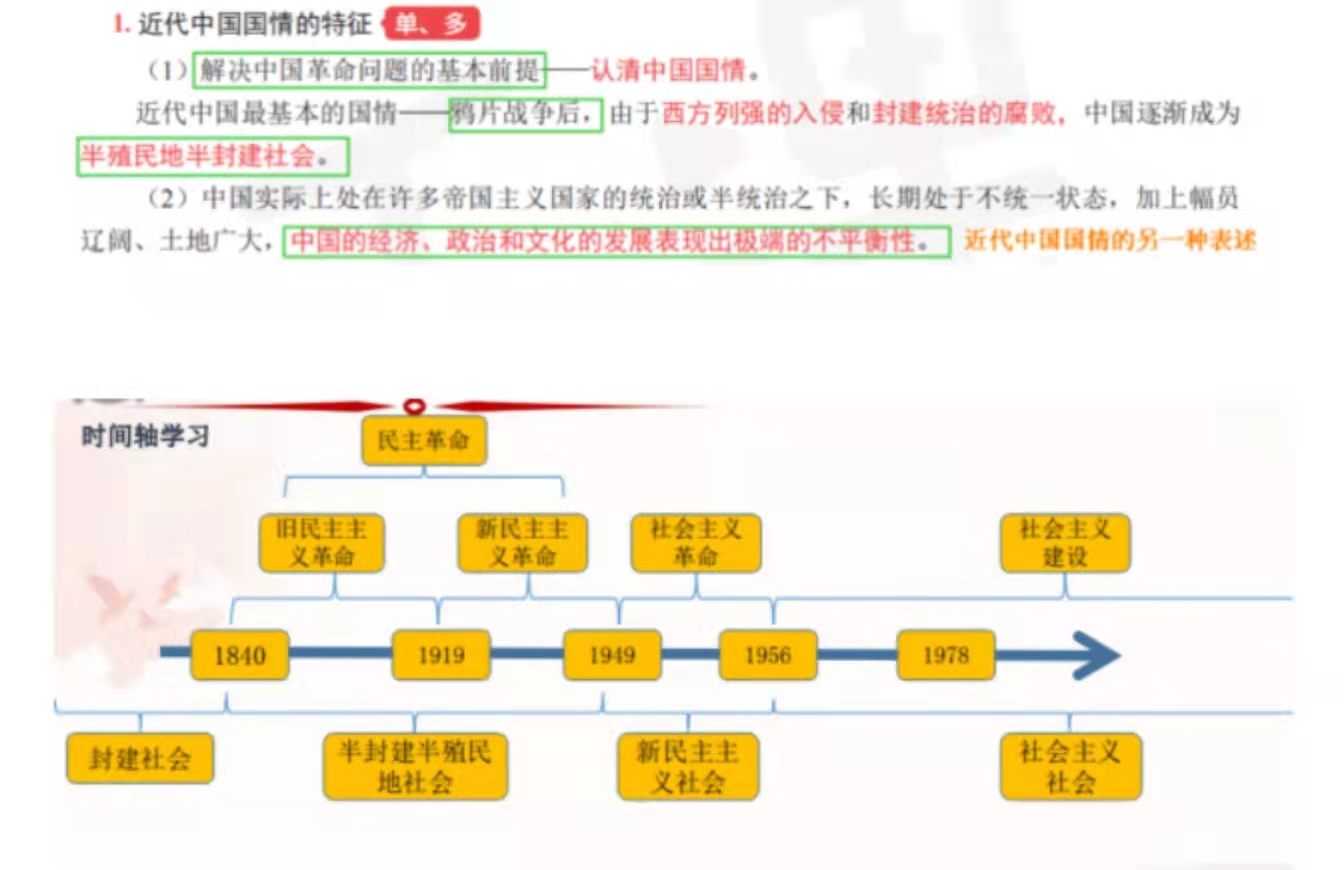 1. 近代中国国情的特征 单、多
（1）解决中国革命问题的基本前提——认清中国国情。
近代中国最基本的国情——鸦片战争后，由于西方列强的入侵和封建统治的腐败，中国逐渐成为
半殖民地半封建社会。
（2）中国实际上处在许多帝国主义国家的统治或半统治之下，长期处于不统一状态，加上幅员
辽阔、土地广大，中国的经济、政治和文化的发展表现出极端的不平衡性。 近代中国国情的另一种表述
时间轴学习
民主革命
旧民主主
义革命
新民主主
义革命
社会主义
革命
社会主义
建设
1840
1919
1949
1956
1978
封建社会
半封建半殖民
地社会
新民主主
义社会
社会主义
社会